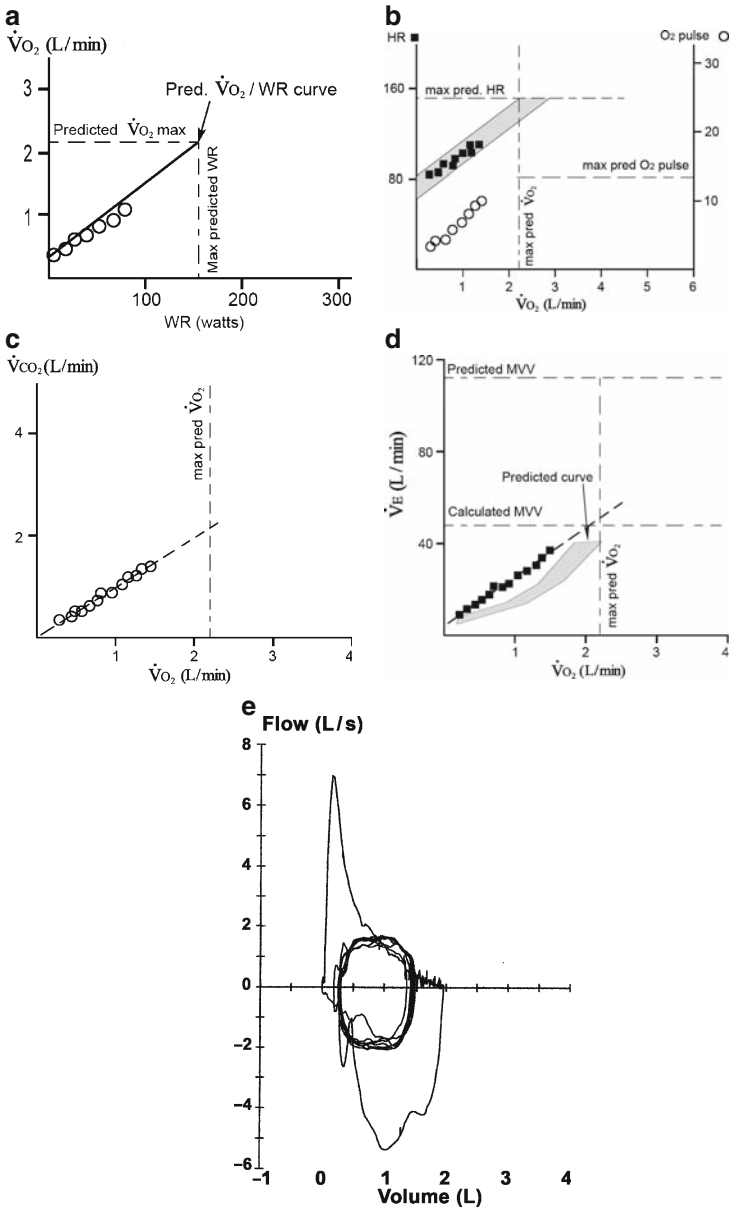 a
V̇O₂ (L/min)
3
Pred. V̇O₂ / WR curve
Predicted V̇O₂ max
2
1
Max predicted WR
100 200 300
WR (watts)
b
HR ■ O₂ pulse ○
30
160
max pred. HR
20
max pred O₂ pulse
80
10
max pred V̇O₂
1 2 3 4 5 6
V̇O₂ (L/min)
c
V̇CO₂(L/min)
max pred V̇O₂
4
2
0 1 2 3 4
V̇O₂ (L/min)
d
120
Predicted MVV
80
V̇E (L/min)
Predicted curve
Calculated MVV
40
max pred V̇O₂
0 1 2 3 4
V̇O₂ (L/min)
e
Flow (L/s)
8
6
4
2
0
−2
−4
−6
−1 0 1 2 3 4
Volume (L)